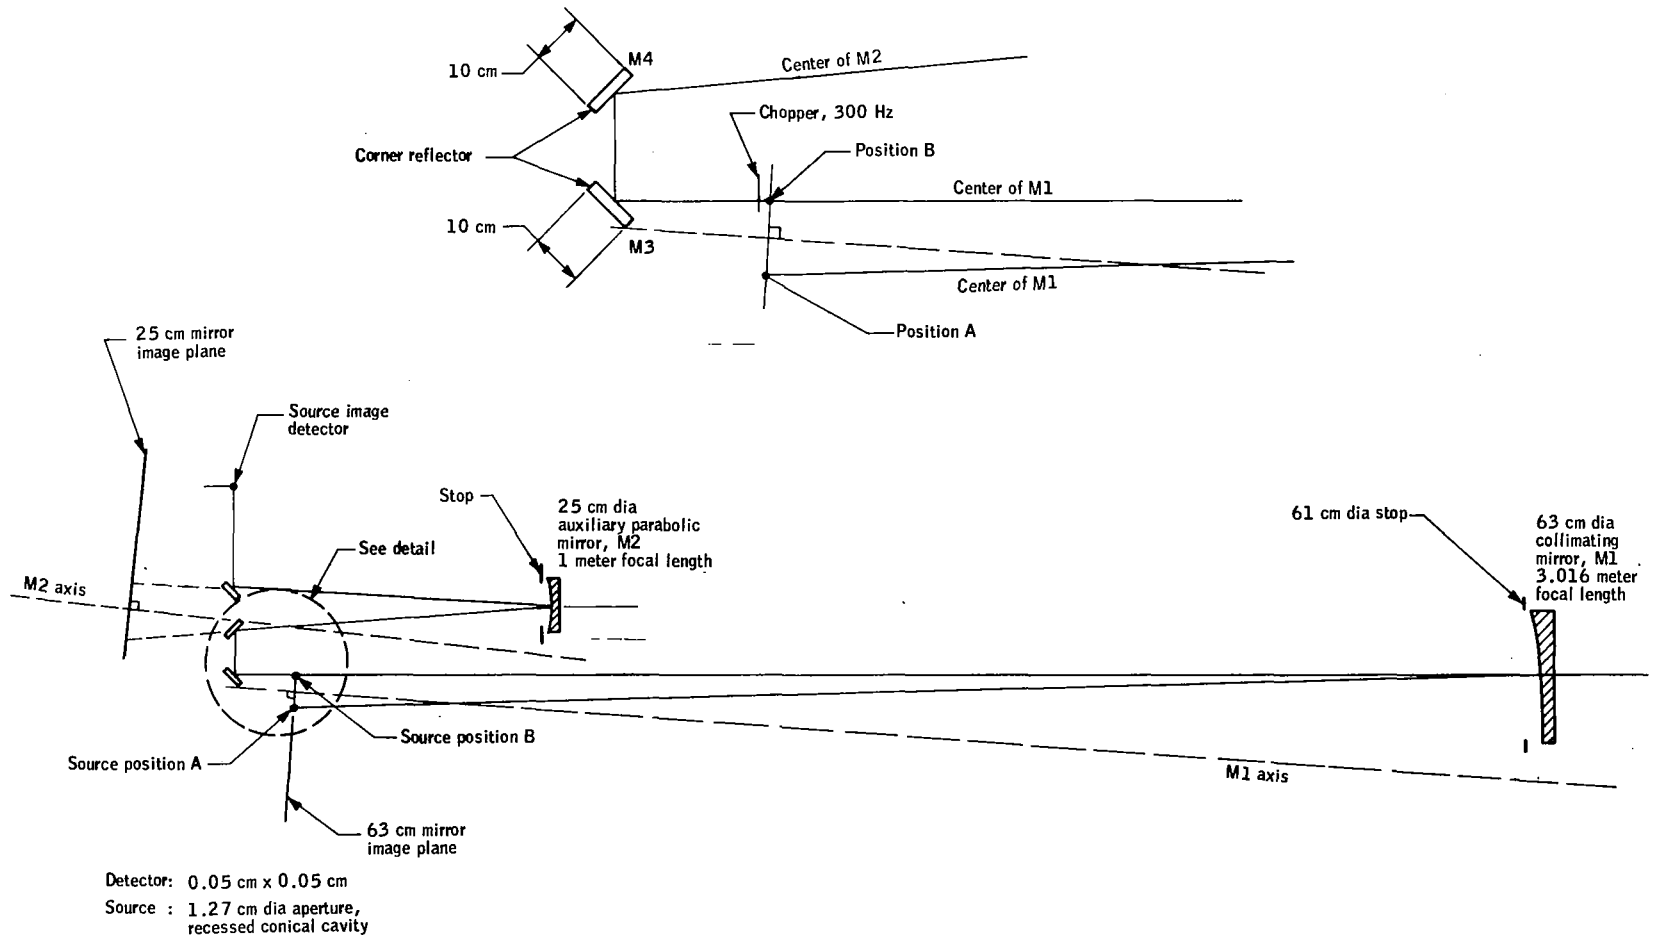 M4
10 cm
Center of M2
Chopper, 300 Hz
Corner reflector
Position B
Center of M1
10 cm
M3
Center of M1
Position A
25 cm mirror
image plane
Source image
detector
Stop
25 cm dia
auxiliary parabolic
mirror, M2
1 meter focal length
61 cm dia stop
63 cm dia
collimating
mirror, M1
3.016 meter
focal length
See detail
M2 axis
Source position B
Source position A
M1 axis
63 cm mirror
image plane
Detector: 0.05 cm x 0.05 cm
Source : 1.27 cm dia aperture,
recessed conical cavity